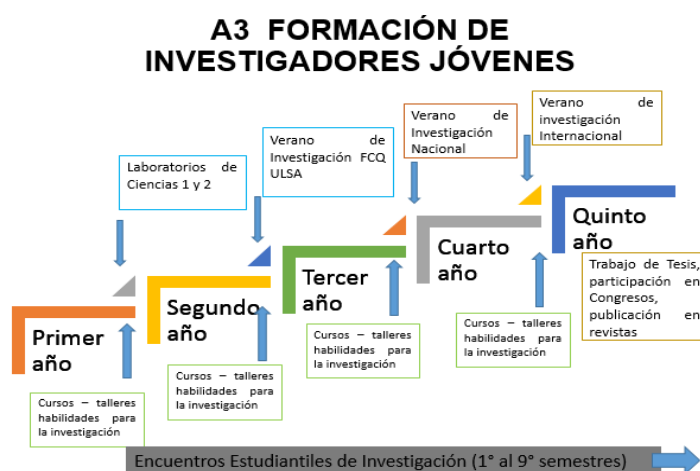 A3 FORMACIÓN DE
INVESTIGADORES JÓVENES
Laboratorios de
Ciencias 1 y 2
Verano de
Investigación FCQ
ULSA
Verano de
Investigación
Nacional
Verano de
investigación
Internacional
Primer
año
Segundo
año
Tercer
año
Cuarto
año
Quinto
año
Cursos – talleres
habilidades para
la investigación
Cursos – talleres
habilidades para
la investigación
Cursos – talleres
habilidades para
la investigación
Cursos – talleres
habilidades para
la investigación
Trabajo de Tesis,
participación en
Congresos,
publicación en
revistas
Encuentros Estudiantiles de Investigación (1° al 9° semestres)